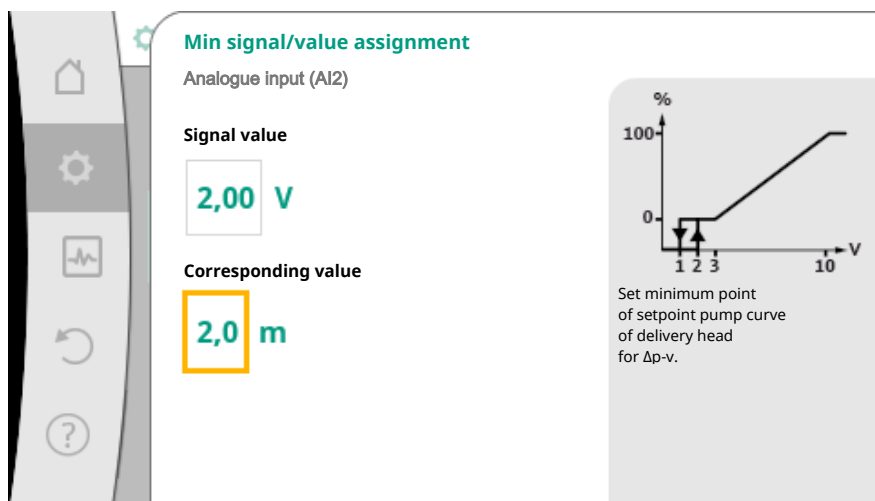 Min signal/value assignment
Analogue input (AI2)
Signal value
2,00 V
Corresponding value
2,0 m
%
100
0
1 2 3 10 V
Set minimum point
of setpoint pump curve
of delivery head
for Δp-v.
?